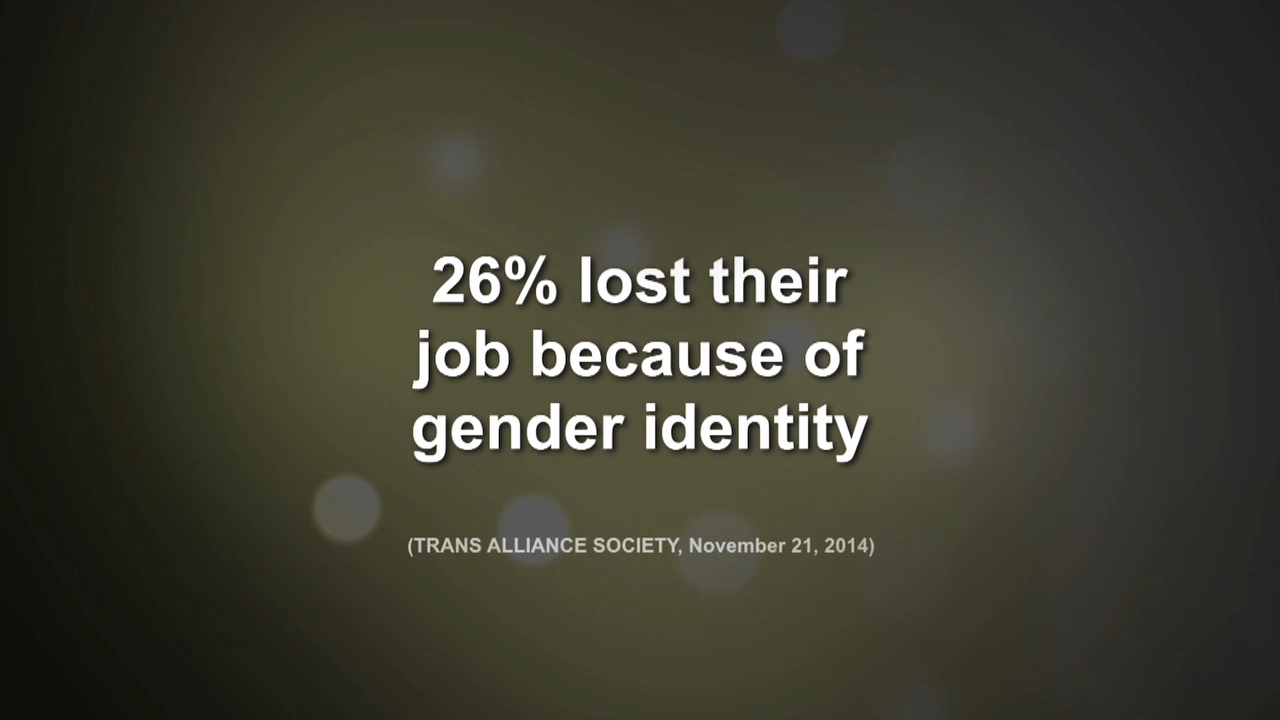 26% lost their
job because of
gender identity
(TRANS ALLIANCE SOCIETY, November 21, 2014)